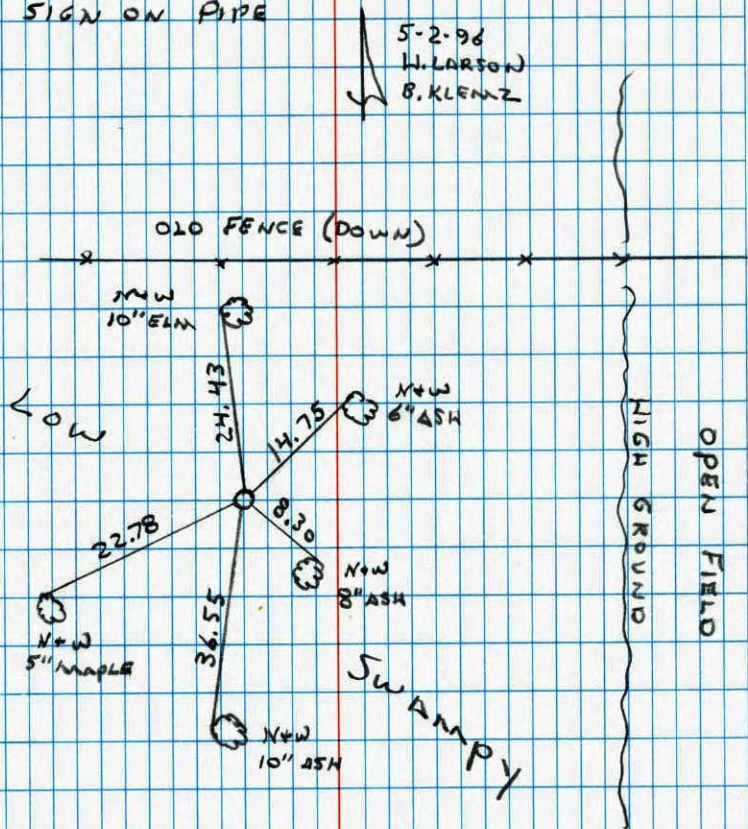 SIGN ON PIPE
5-2-96
W. LARSON
B. KLEMZ
OLD FENCE (DOWN)
N+W
10" ELM
24.43
N+W
6" ASH
14.75
LOW
8.30
22.78
N+W
8" ASH
N+W
5" MAPLE
36.55
N+W
10" ASH
SWAMPY
HIGH GROUND
OPEN FIELD